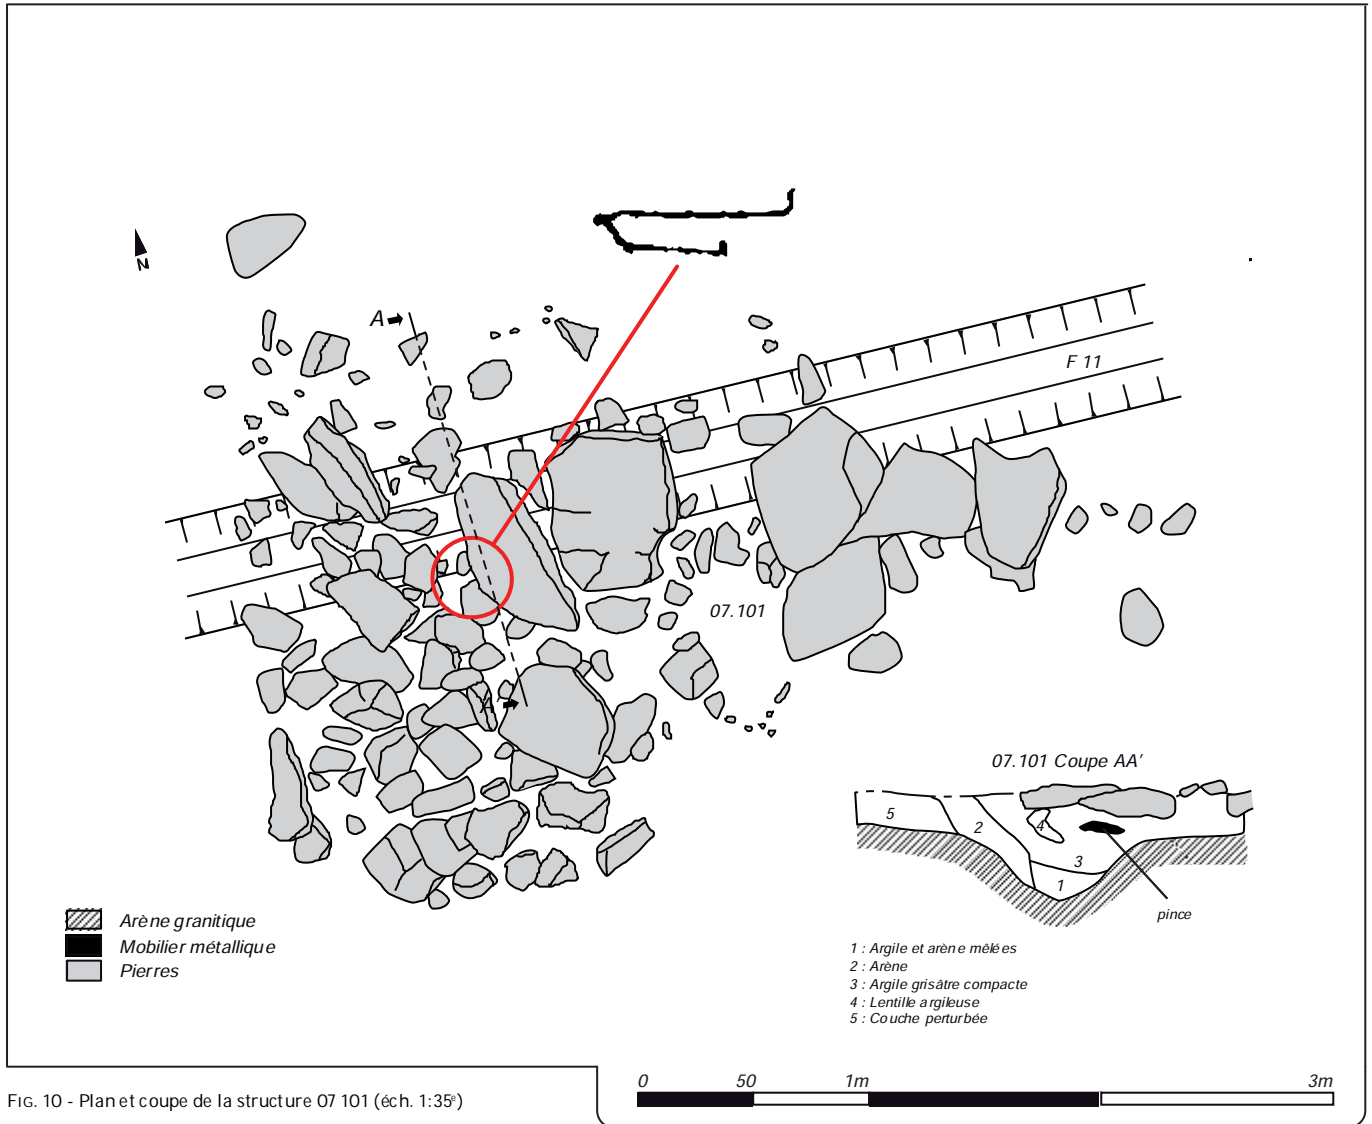 N
A
F 11
07.101
A'
07.101 Coupe AA'
5
2
4
3
1
pince
Arène granitique
Mobilier métallique
Pierres
1 : Argile et arène mêlées
2 : Arène
3 : Argile grisâtre compacte
4 : Lentille argileuse
5 : Couche perturbée
0 50 1m 3m
FIG. 10 - Plan et coupe de la structure 07 101 (éch. 1:35e)